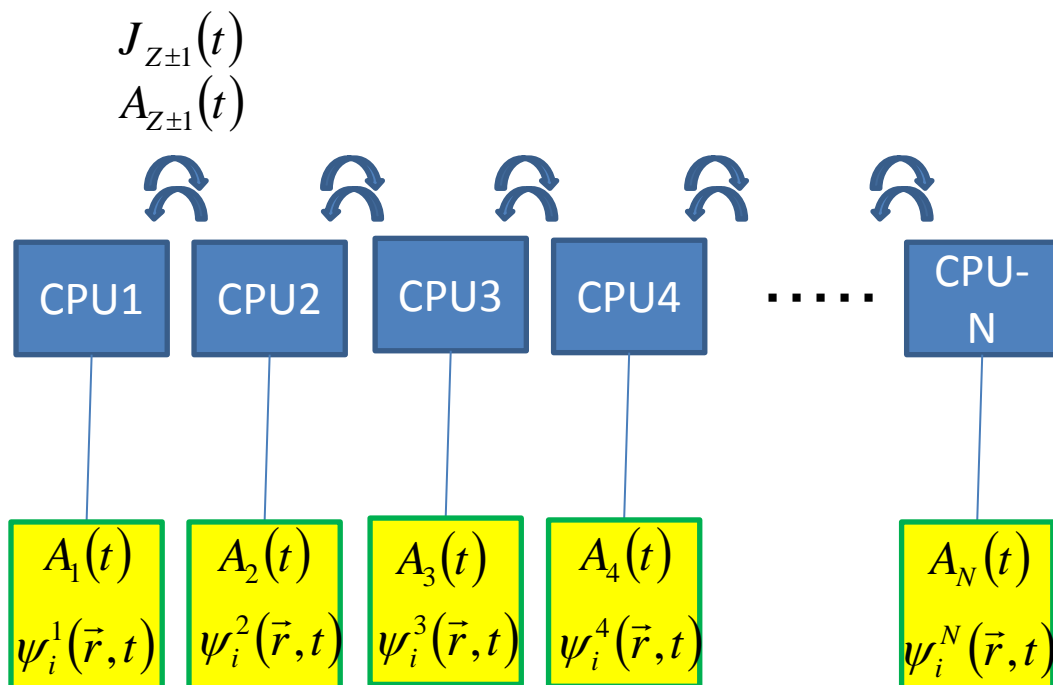 J_{Z±1}(t)
A_{Z±1}(t)
CPU1 CPU2 CPU3 CPU4 ····· CPU-
N
A_1(t) A_2(t) A_3(t) A_4(t) A_N(t)
ψ_i^1(r⃗,t) ψ_i^2(r⃗,t) ψ_i^3(r⃗,t) ψ_i^4(r⃗,t) ψ_i^N(r⃗,t)